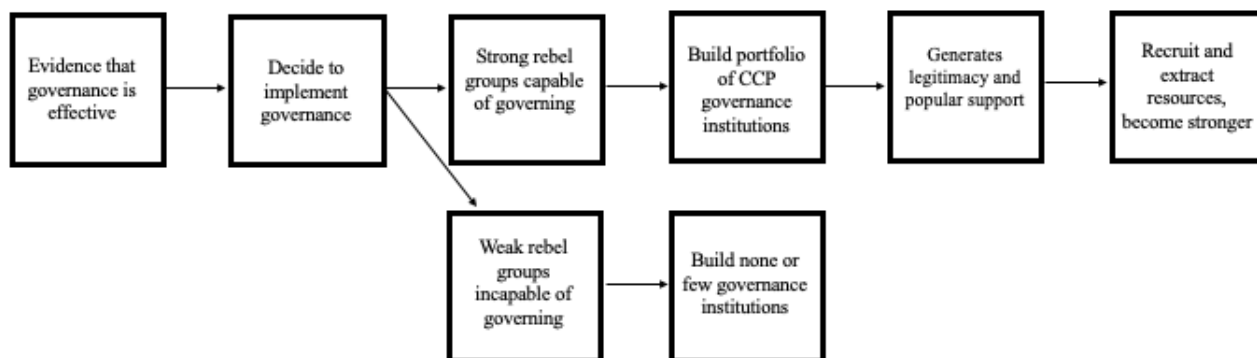 Evidence that
governance is
effective
Decide to
implement
governance
Strong rebel
groups capable
of governing
Build portfolio
of CCP
governance
institutions
Generates
legitimacy and
popular support
Recruit and
extract
resources,
become stronger
Weak rebel
groups
incapable of
governing
Build none or
few governance
institutions